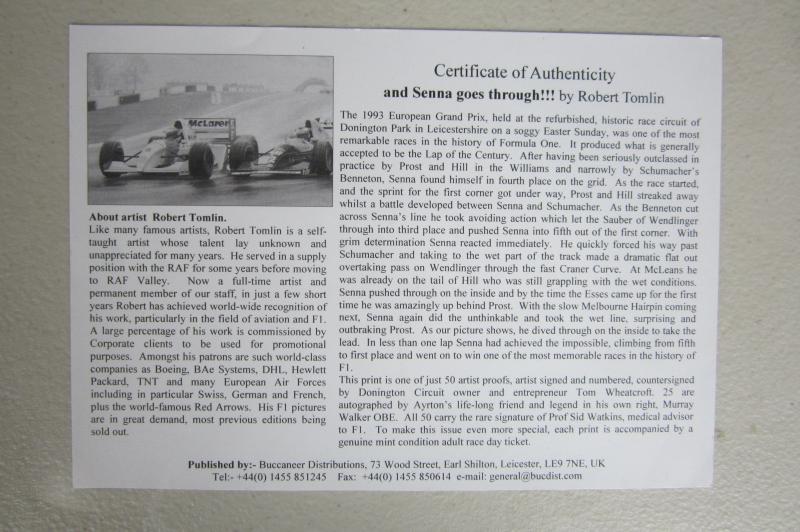 McLaren
Certificate of Authenticity
and Senna goes through!!! by Robert Tomlin
The 1993 European Grand Prix, held at the refurbished, historic race circuit of
Donington Park in Leicestershire on a soggy Easter Sunday, was one of the most
remarkable races in the history of Formula One. It produced what is generally
accepted to be the Lap of the Century. After having been seriously outclassed in
practice by Prost and Hill in the Williams and narrowly by Schumacher's
Benneton, Senna found himself in fourth place on the grid. As the race started,
and the sprint for the first corner got under way, Prost and Hill streaked away
whilst a battle developed between Senna and Schumacher. As the Benneton cut
across Senna's line he took avoiding action which let the Sauber of Wendlinger
through into third place and pushed Senna into fifth out of the first corner. With
grim determination Senna reacted immediately. He quickly forced his way past
Schumacher and taking to the wet part of the track made a dramatic flat out
overtaking pass on Wendlinger through the fast Craner Curve. At McLeans he
was already on the tail of Hill who was still grappling with the wet conditions.
Senna pushed through on the inside and by the time the Esses came up for the first
time he was amazingly up behind Prost. With the slow Melbourne Hairpin coming
next, Senna again did the unthinkable and took the wet line, surprising and
outbraking Prost. As our picture shows, he dived through on the inside to take the
lead. In less than one lap Senna had achieved the impossible, climbing from fifth
to first place and went on to win one of the most memorable races in the history of
F1.
This print is one of just 50 artist proofs, artist signed and numbered, countersigned
by Donington Circuit owner and entrepreneur Tom Wheatcroft. 25 are
autographed by Ayrton's life-long friend and legend in his own right, Murray
Walker OBE. All 50 carry the rare signature of Prof Sid Watkins, medical advisor
to F1. To make this issue even more special, each print is accompanied by a
genuine mint condition adult race day ticket.
About artist Robert Tomlin.
Like many famous artists, Robert Tomlin is a self-
taught artist whose talent lay unknown and
unappreciated for many years. He served in a supply
position with the RAF for some years before moving
to RAF Valley. Now a full-time artist and
permanent member of our staff, in just a few short
years Robert has achieved world-wide recognition of
his work, particularly in the field of aviation and F1.
A large percentage of his work is commissioned by
Corporate clients to be used for promotional
purposes. Amongst his patrons are such world-class
companies as Boeing, BAe Systems, DHL, Hewlett
Packard, TNT and many European Air Forces
including in particular Swiss, German and French,
plus the world-famous Red Arrows. His F1 pictures
are in great demand, most previous editions being
sold out.
Published by:- Buccaneer Distributions, 73 Wood Street, Earl Shilton, Leicester, LE9 7NE, UK
Tel:- +44(0) 1455 851245 Fax: +44(0) 1455 850614 e-mail: general@bucdist.com